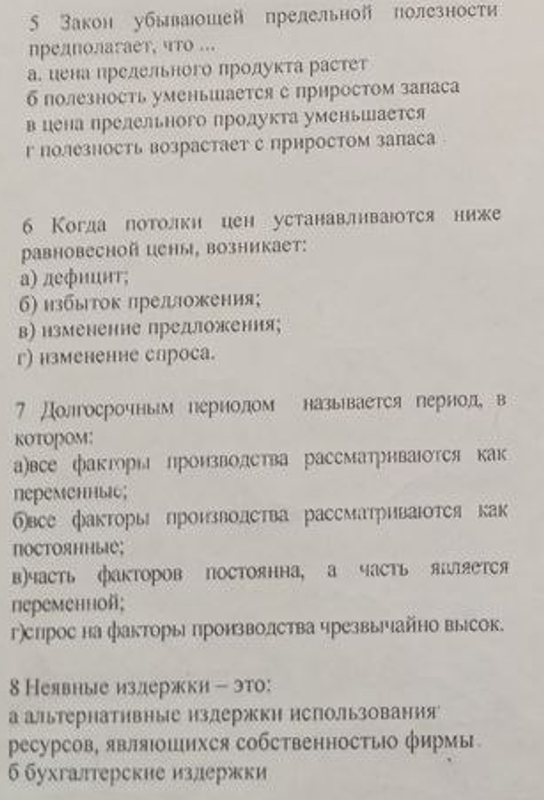 5 Закон убывающей предельной полезности
предполагает, что ...
а. цена предельного продукта растет
б полезность уменьшается с приростом запаса
в цена предельного продукта уменьшается
г полезность возрастает с приростом запаса
6 Когда потолки цен устанавливаются ниже
равновесной цены, возникает:
а) дефицит;
б) избыток предложения;
в) изменение предложения;
г) изменение спроса.
7 Долгосрочным периодом называется период, в
котором:
а)все факторы производства рассматриваются как
переменные;
б)все факторы производства рассматриваются как
постоянные;
в)часть факторов постоянна, а часть является
переменной;
г)спрос на факторы производства чрезвычайно высок.
8 Неявные издержки – это:
а альтернативные издержки использования
ресурсов, являющихся собственностью фирмы.
б бухгалтерские издержки